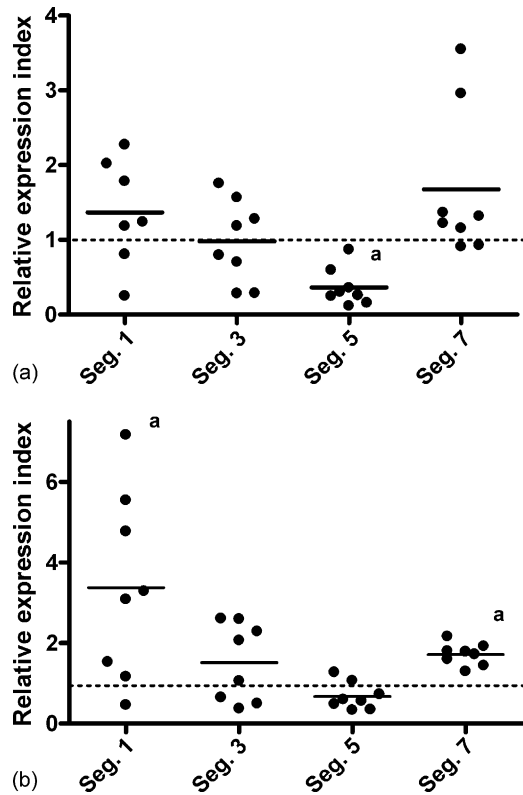 Relative expression index
4
3
2
1
0
a
Seg. 1
Seg. 3
Seg. 5
Seg. 7
(a)
Relative expression index
6
4
2
0
a
a
Seg. 1
Seg. 3
Seg. 5
Seg. 7
(b)